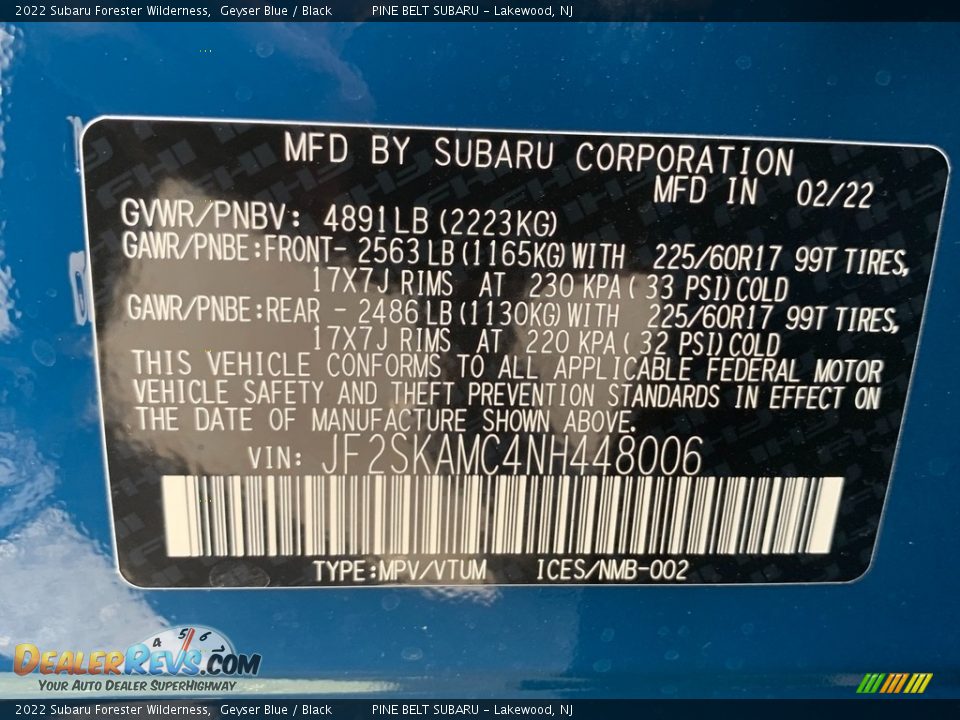 2022 Subaru Forester Wilderness, Geyser Blue / Black PINE BELT SUBARU - Lakewood, NJ
MFD BY SUBARU CORPORATION
MFD IN 02/22
GVWR/PNBV: 4891LB (2223KG)
GAWR/PNBE:FRONT- 2563 LB (1165KG) WITH 225/60R17 99T TIRES,
17X7J RIMS AT 230 KPA ( 33 PSI) COLD
GAWR/PNBE:REAR - 2486 LB (1130KG) WITH 225/60R17 99T TIRES,
17X7J RIMS AT 220 KPA ( 32 PSI) COLD
THIS VEHICLE CONFORMS TO ALL APPLICABLE FEDERAL MOTOR
VEHICLE SAFETY AND THEFT PREVENTION STANDARDS IN EFFECT ON
THE DATE OF MANUFACTURE SHOWN ABOVE.
VIN: JF2SKAMC4NH448006
TYPE:MPV/VTUM ICES/NMB-002
4 5 6
DEALERREVS.COM
YOUR AUTO DEALER SUPERHIGHWAY
2022 Subaru Forester Wilderness, Geyser Blue / Black PINE BELT SUBARU - Lakewood, NJ